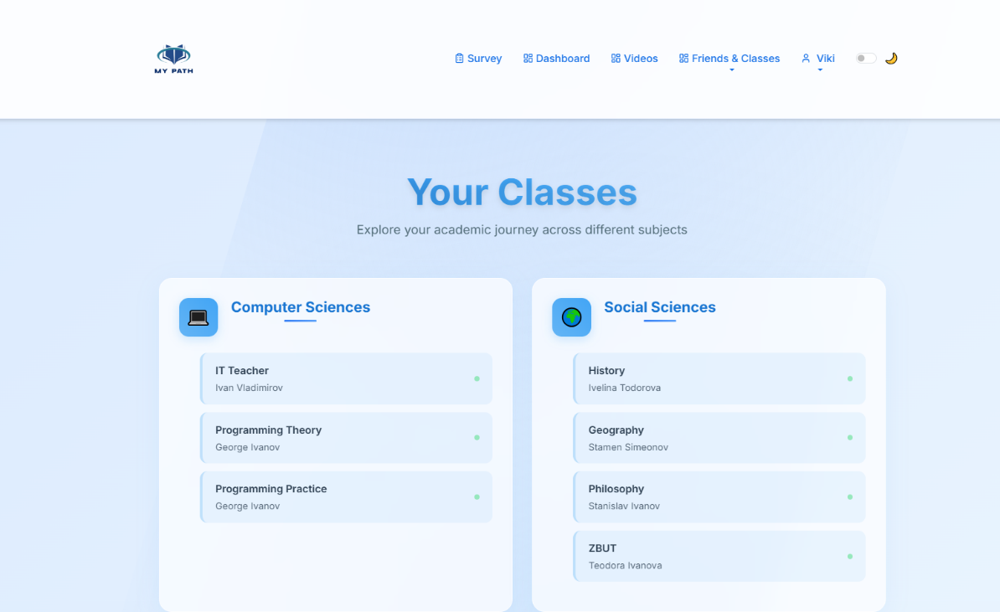 MY PATH
Survey
Dashboard
Videos
Friends & Classes
Viki
Your Classes
Explore your academic journey across different subjects
Computer Sciences
IT Teacher
Ivan Vladimirov
Programming Theory
George Ivanov
Programming Practice
George Ivanov
Social Sciences
History
Ivelina Todorova
Geography
Stamen Simeonov
Philosophy
Stanislav Ivanov
ZBUT
Teodora Ivanova